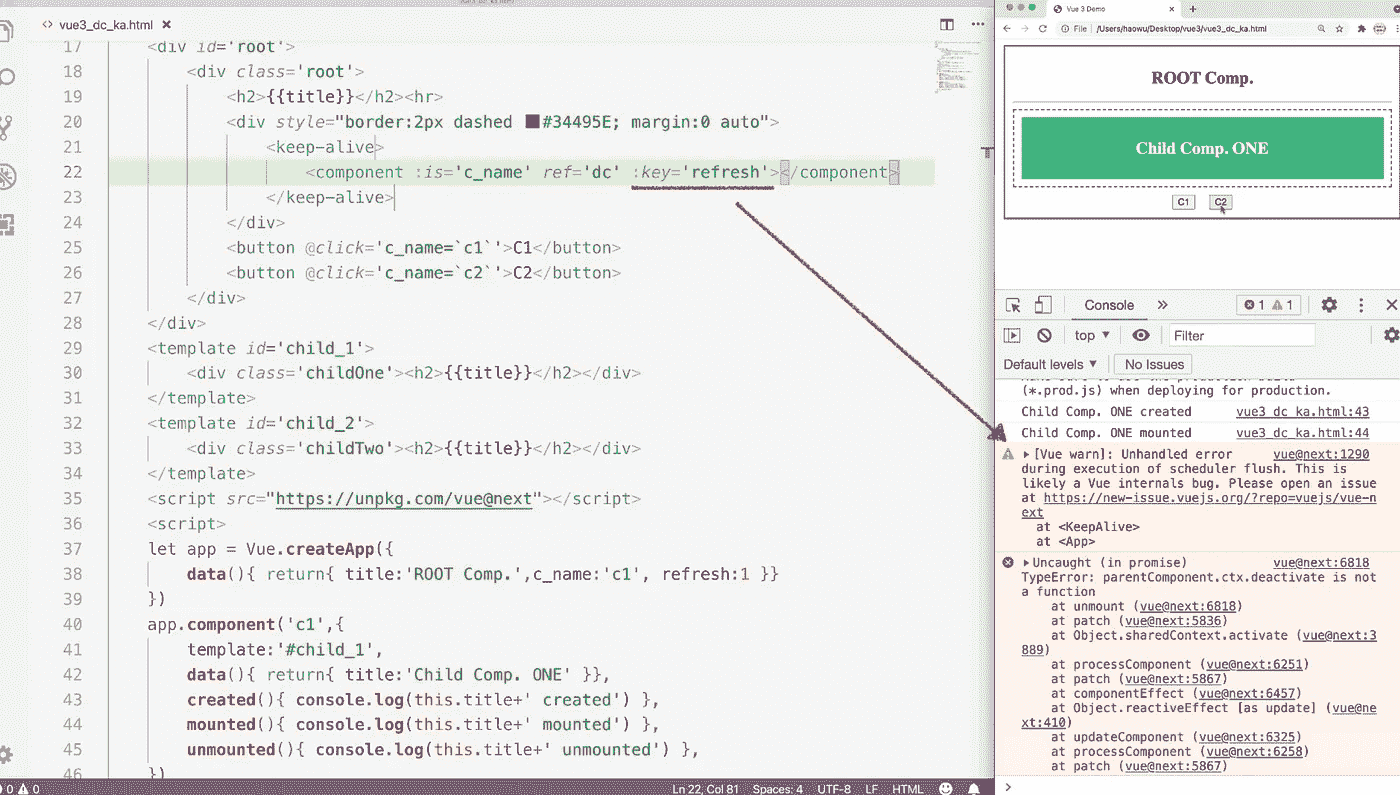 vue3_dc_ka.html
17 <div id='root'>
18 <div class='root'>
19 <h2>{{title}}</h2><hr>
20 <div style="border:2px dashed #34495E; margin:0 auto">
21 <keep-alive>
22 <component :is='c_name' ref='dc' :key='refresh'></component>
23 </keep-alive>
24 </div>
25 <button @click='c_name=`c1`'>C1</button>
26 <button @click='c_name=`c2`'>C2</button>
27 </div>
28 </div>
29 <template id='child_1'>
30 <div class='childOne'><h2>{{title}}</h2></div>
31 </template>
32 <template id='child_2'>
33 <div class='childTwo'><h2>{{title}}</h2></div>
34 </template>
35 <script src="https://unpkg.com/vue@next"></script>
36 <script>
37 let app = Vue.createApp({
38 data(){ return{ title:'ROOT Comp.',c_name:'c1', refresh:1 }}
39 })
40 app.component('c1',{
41 template:'#child_1',
42 data(){ return{ title:'Child Comp. ONE' }},
43 created(){ console.log(this.title+' created') },
44 mounted(){ console.log(this.title+' mounted') },
45 unmounted(){ console.log(this.title+' unmounted') },
46 })
0 0
Ln 22, Col 81 Spaces: 4 UTF-8 LF HTML
Vue 3 Demo
File /Users/haowu/Desktop/vue3/vue3_dc_ka.html
ROOT Comp.
Child Comp. ONE
C1 C2
Console 1 1
top Filter
Default levels No Issues
(*.prod.js) when deploying for production.
Child Comp. ONE created vue3_dc_ka.html:43
Child Comp. ONE mounted vue3_dc_ka.html:44
[Vue warn]: Unhandled error vue@next:1290
during execution of scheduler flush. This is
likely a Vue internals bug. Please open an issue
at https://new-issue.vuejs.org/?repo=vuejs/vue-n
ext
at <KeepAlive>
at <App>
Uncaught (in promise) vue@next:6818
TypeError: parentComponent.ctx.deactivate is not
a function
at unmount (vue@next:6818)
at patch (vue@next:5836)
at Object.sharedContext.activate (vue@next:3
889)
at processComponent (vue@next:6251)
at patch (vue@next:5867)
at componentEffect (vue@next:6457)
at Object.reactiveEffect [as update] (vue@ne
xt:410)
at updateComponent (vue@next:6325)
at processComponent (vue@next:6258)
at patch (vue@next:5867)